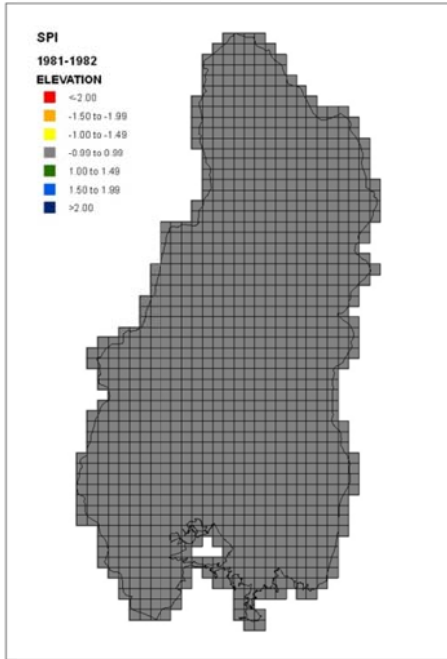 SPI
1981-1982
ELEVATION
<-2.00
-1.50 to -1.99
-1.00 to -1.49
-0.99 to 0.99
1.00 to 1.49
1.50 to 1.99
>2.00